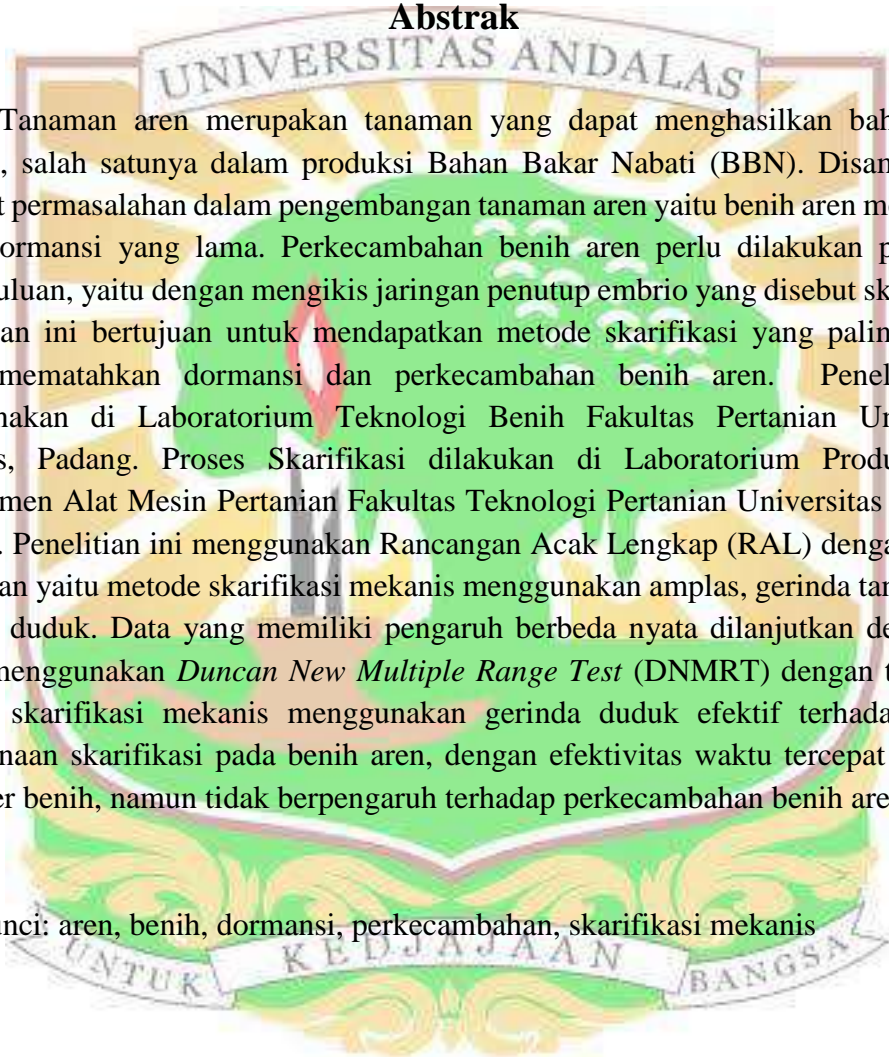 Abstrak
UNIVERSITAS ANDALAS
Tanaman aren merupakan tanaman yang dapat menghasilkan bah
, salah satunya dalam produksi Bahan Bakar Nabati (BBN). Disan
t permasalahan dalam pengembangan tanaman aren yaitu benih aren me
ormansi yang lama. Perkecambahan benih aren perlu dilakukan p
uluan, yaitu dengan mengikis jaringan penutup embrio yang disebut sk
an ini bertujuan untuk mendapatkan metode skarifikasi yang palin
mematahkan dormansi dan perkecambahan benih aren. Penel
nakan di Laboratorium Teknologi Benih Fakultas Pertanian Un
s, Padang. Proses Skarifikasi dilakukan di Laboratorium Produ
men Alat Mesin Pertanian Fakultas Teknologi Pertanian Universitas
. Penelitian ini menggunakan Rancangan Acak Lengkap (RAL) denga
an yaitu metode skarifikasi mekanis menggunakan amplas, gerinda tan
duduk. Data yang memiliki pengaruh berbeda nyata dilanjutkan de
menggunakan Duncan New Multiple Range Test (DNMRT) dengan t
skarifikasi mekanis menggunakan gerinda duduk efektif terhada
naan skarifikasi pada benih aren, dengan efektivitas waktu tercepat
er benih, namun tidak berpengaruh terhadap perkecambahan benih are
unci: aren, benih, dormansi, perkecambahan, skarifikasi mekanis
UNTUK KEDJAJAAN BANGSA